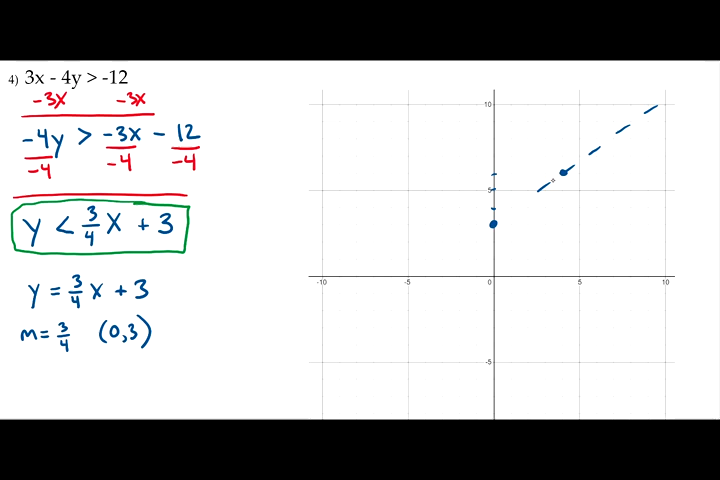 4) 3x - 4y > -12
-3x -3x
-4y > -3x - 12
-4 -4 -4
y < 3/4 x + 3
y = 3/4 x + 3
m = 3/4 (0,3)
10
5
-10 -5 0 5 10
-5